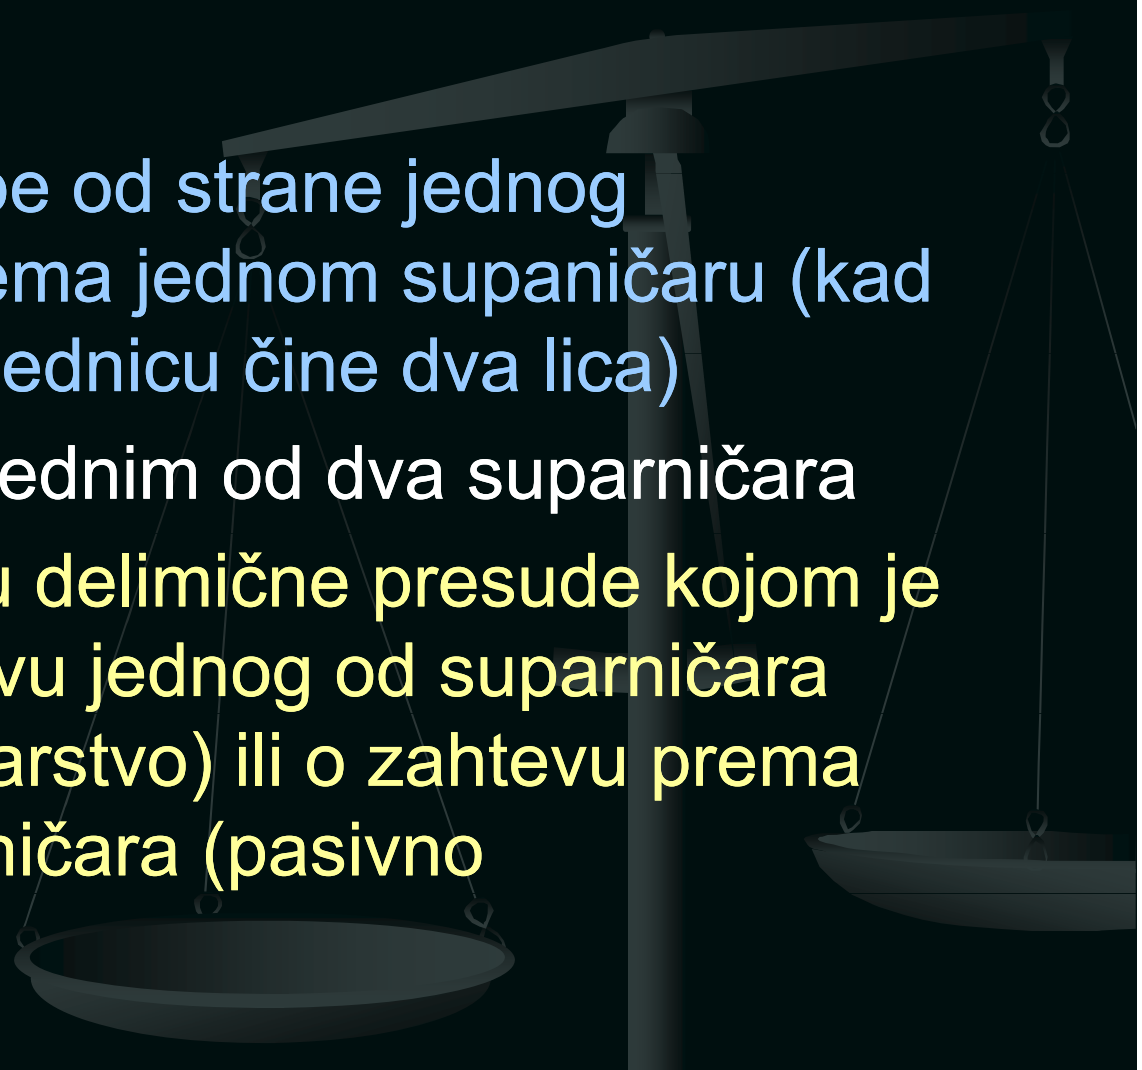 be od strane jednog
ema jednom supaničaru (kad
ednicu čine dva lica)
ednim od dva suparničara
u delimične presude kojom je
vu jednog od suparničara
arstvo) ili o zahtevu prema
ničara (pasivno